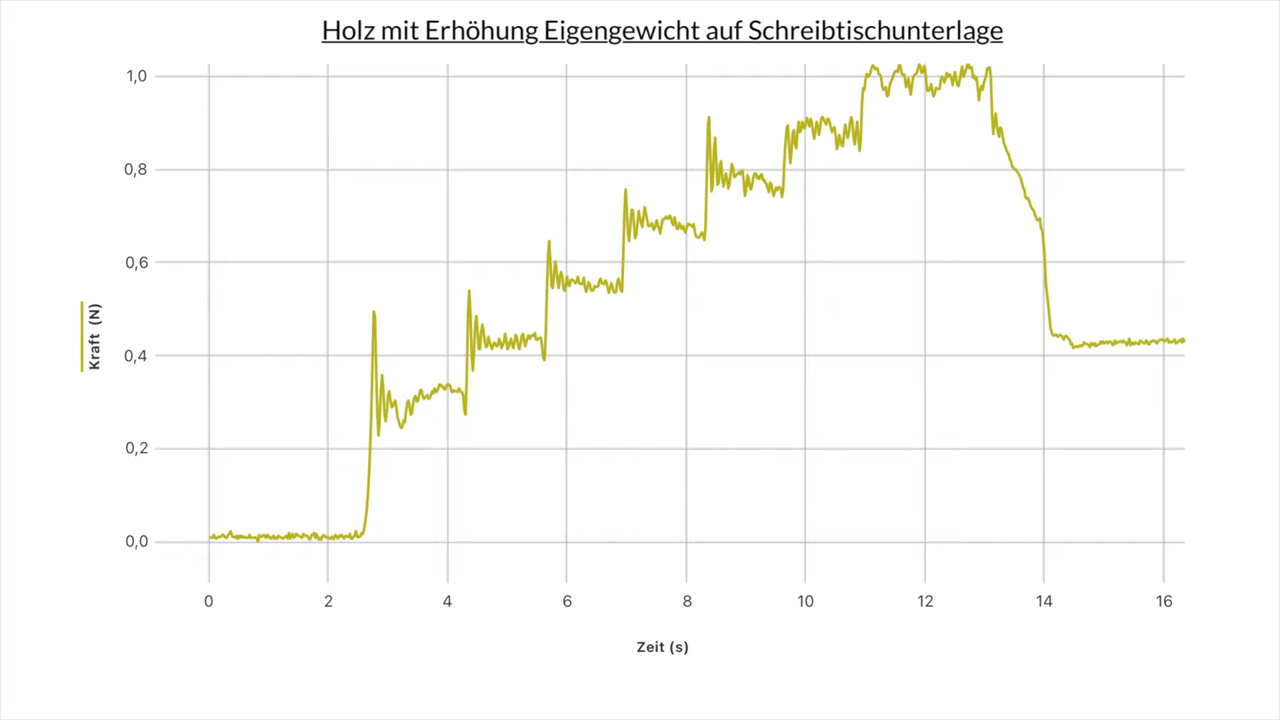 Holz mit Erhöhung Eigengewicht auf Schreibtischunterlage
1,0
0,8
0,6
0,4
0,2
0,0
Kraft (N)
0 2 4 6 8 10 12 14 16
Zeit (s)